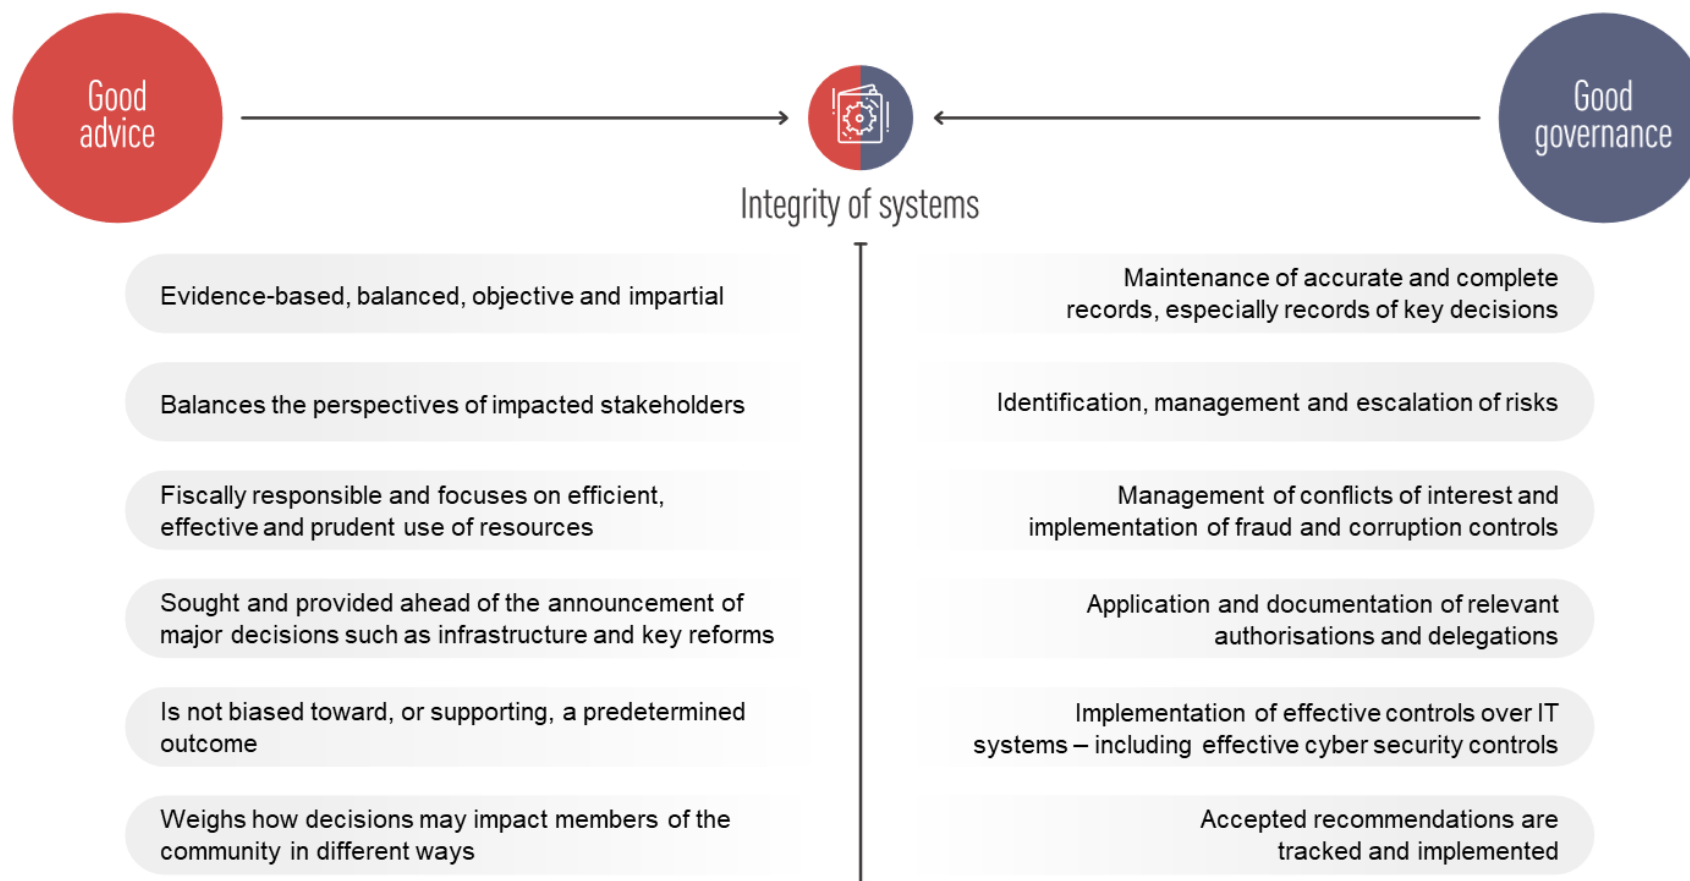 Good
advice
Good
governance
Integrity of systems
Evidence-based, balanced, objective and impartial
Maintenance of accurate and complete
records, especially records of key decisions
Balances the perspectives of impacted stakeholders
Identification, management and escalation of risks
Fiscally responsible and focuses on efficient,
effective and prudent use of resources
Management of conflicts of interest and
implementation of fraud and corruption controls
Sought and provided ahead of the announcement of
major decisions such as infrastructure and key reforms
Application and documentation of relevant
authorisations and delegations
Is not biased toward, or supporting, a predetermined
outcome
Implementation of effective controls over IT
systems – including effective cyber security controls
Weighs how decisions may impact members of the
community in different ways
Accepted recommendations are
tracked and implemented